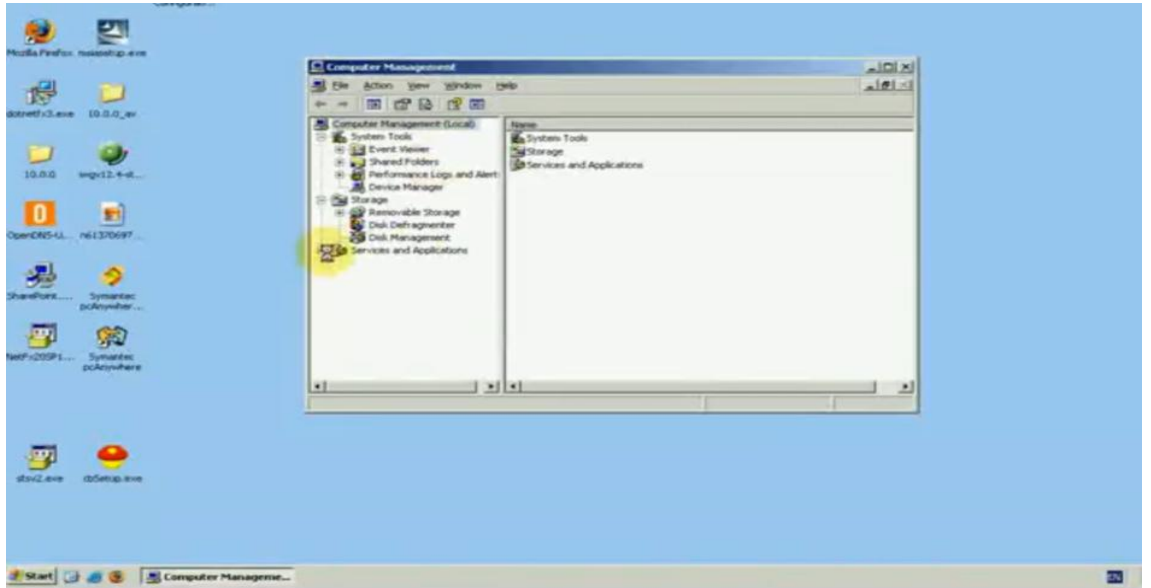 Mozilla Firefox
dotnetfx3.exe 10.0.0_av
10.0.0
OpenDNS-U... n61370697...
SharePoint.... Symantec pcAnywher...
NetFx20SP1... Symantec pcAnywhere
stsv2.exe cbSetup.exe
Computer Management
File Action View Window Help
Computer Management (Local)
System Tools
Event Viewer
Shared Folders
Performance Logs and Alert
Device Manager
Storage
Removable Storage
Disk Defragmenter
Disk Management
Services and Applications
Name
System Tools
Storage
Services and Applications
Start Computer Manageme...
EN